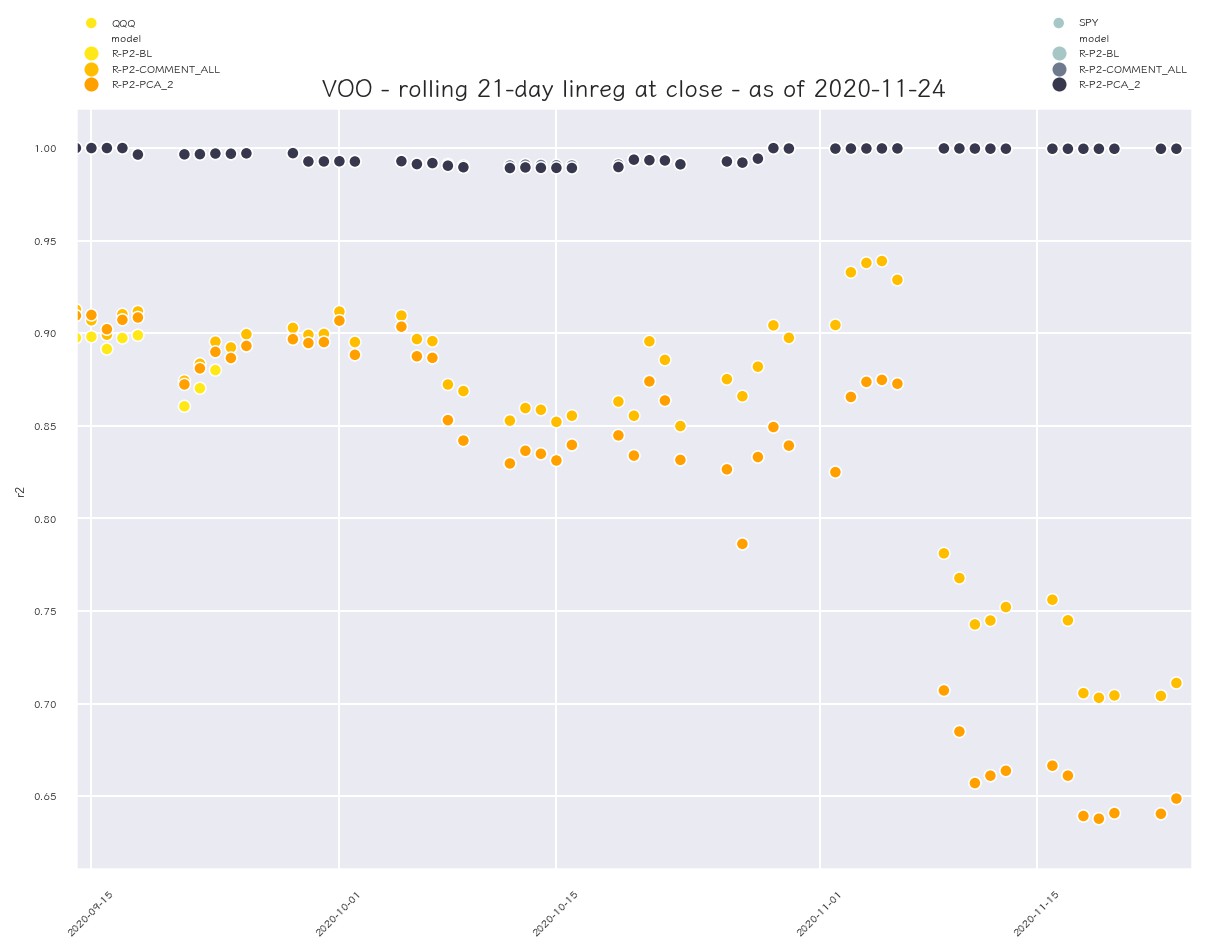 QQQ
model
R-P2-BL
R-P2-COMMENT_ALL
R-P2-PCA_2
SPY
model
R-P2-BL
R-P2-COMMENT_ALL
R-P2-PCA_2
VOO - rolling 21-day linreg at close - as of 2020-11-24
1.00
0.95
0.90
0.85
0.80
0.75
0.70
0.65
r2
2020-09-15
2020-10-01
2020-10-15
2020-11-01
2020-11-15